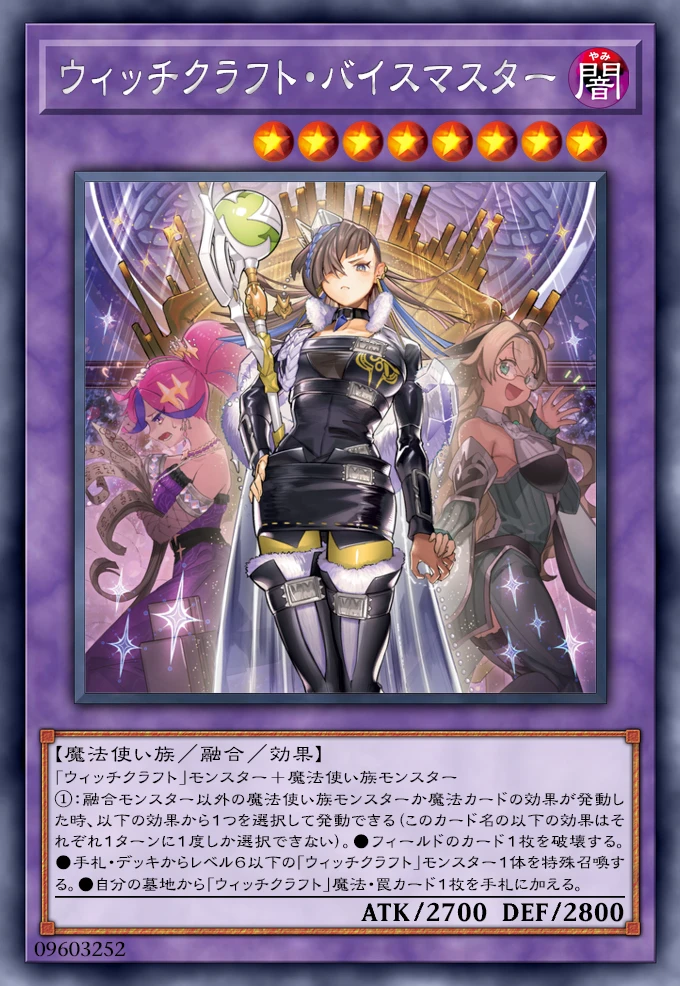 ウィッチクラフト・バイスマスター
やみ
闇
【魔法使い族／融合／効果】
「ウィッチクラフト」モンスター＋魔法使い族モンスター
①：融合モンスター以外の魔法使い族モンスターか魔法カードの効果が発動し
た時、以下の効果から１つを選択して発動できる(このカード名の以下の効果はそ
れぞれ１ターンに１度しか選択できない)。●フィールドのカード１枚を破壊する。
●手札・デッキからレベル６以下の「ウィッチクラフト」モンスター１体を特殊召喚す
る。●自分の墓地から「ウィッチクラフト」魔法・罠カード１枚を手札に加える。
ATK/2700 DEF/2800
09603252